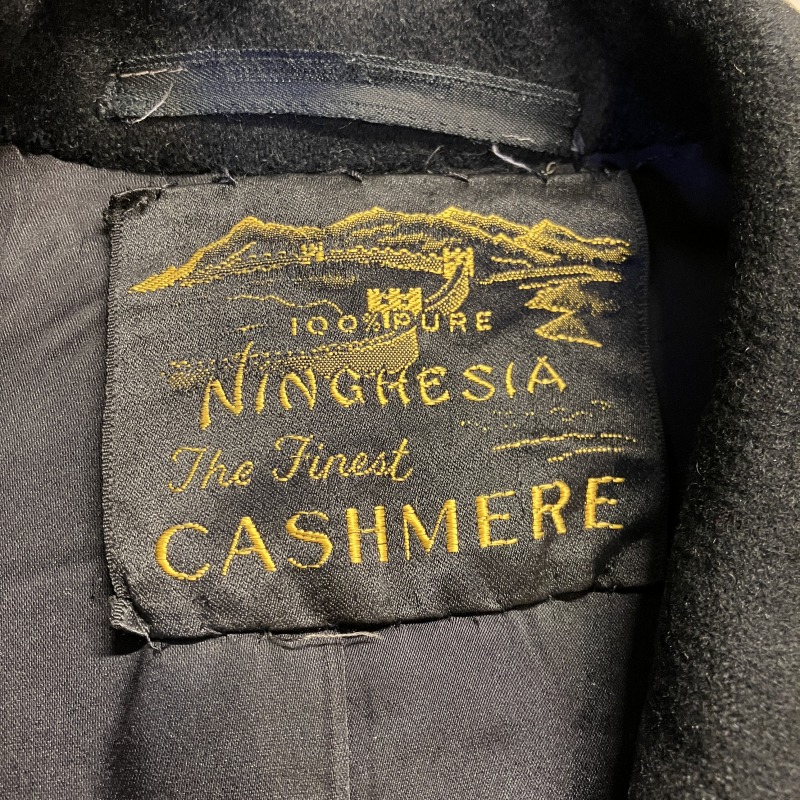 100% PURE
NINGHESIA
The Finest
CASHMERE